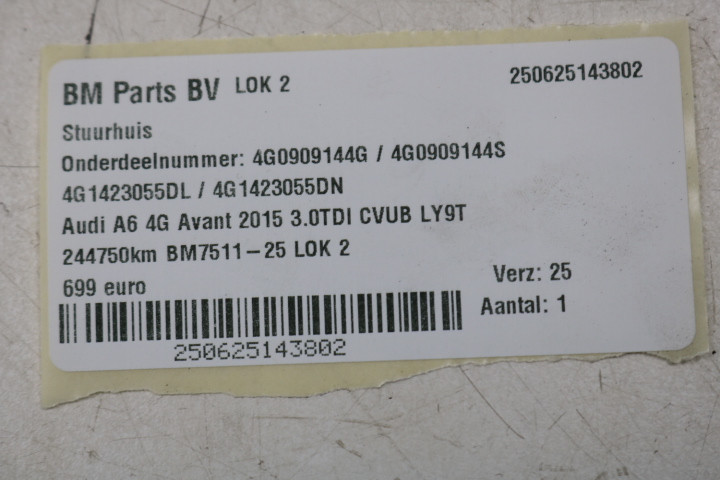 BM Parts BV LOK 2 250625143802
Stuurhuis
Onderdeelnummer: 4G0909144G / 4G0909144S
4G1423055DL / 4G1423055DN
Audi A6 4G Avant 2015 3.0TDI CVUB LY9T
244750km BM7511-25 LOK 2
699 euro Verz: 25
Aantal: 1
250625143802